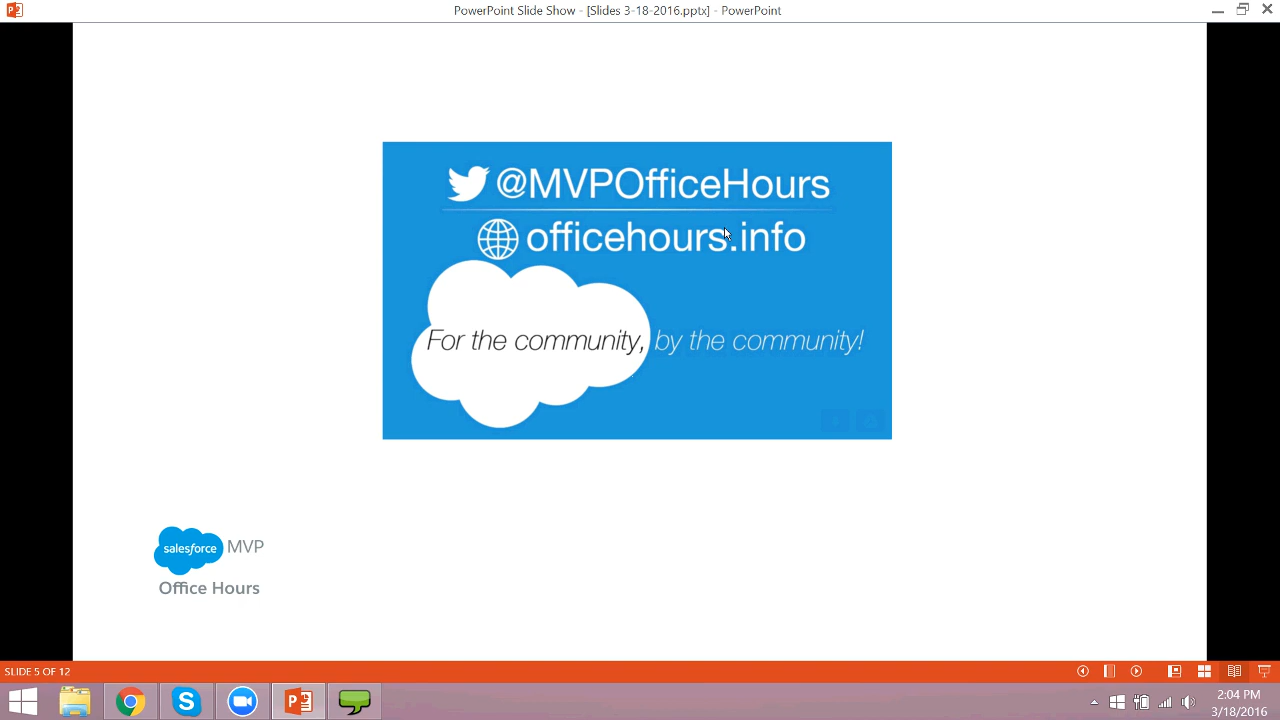 PowerPoint Slide Show - [Slides 3-18-2016.pptx] - PowerPoint
@MVPOfficeHours
officehours.info
For the community, by the community!
salesforce MVP
Office Hours
SLIDE 5 OF 12
2:04 PM
3/18/2016